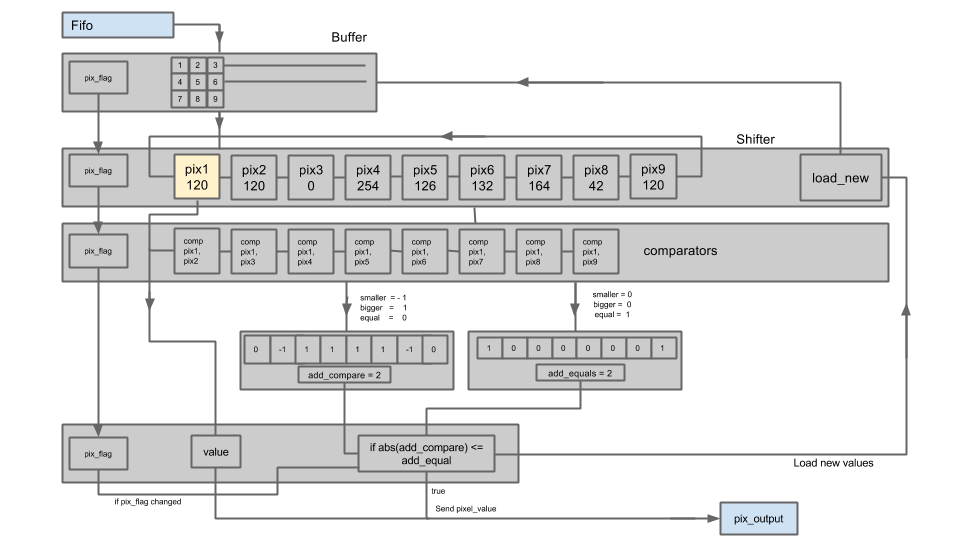 Fifo
Buffer
pix_flag
1 2 3
4 5 6
7 8 9
Shifter
pix_flag
pix1
120
pix2
120
pix3
0
pix4
254
pix5
126
pix6
132
pix7
164
pix8
42
pix9
120
load_new
pix_flag
comp
pix1,
pix2
comp
pix1,
pix3
comp
pix1,
pix4
comp
pix1,
pix5
comp
pix1,
pix6
comp
pix1,
pix7
comp
pix1,
pix8
comp
pix1,
pix9
comparators
smaller = - 1
bigger = 1
equal = 0
smaller = 0
bigger = 0
equal = 1
0 -1 1 1 1 1 -1 0
add_compare = 2
1 0 0 0 0 0 0 1
add_equals = 2
pix_flag
value
if abs(add_compare) <=
add_equal
Load new values
if pix_flag changed
true
Send pixel_value
pix_output